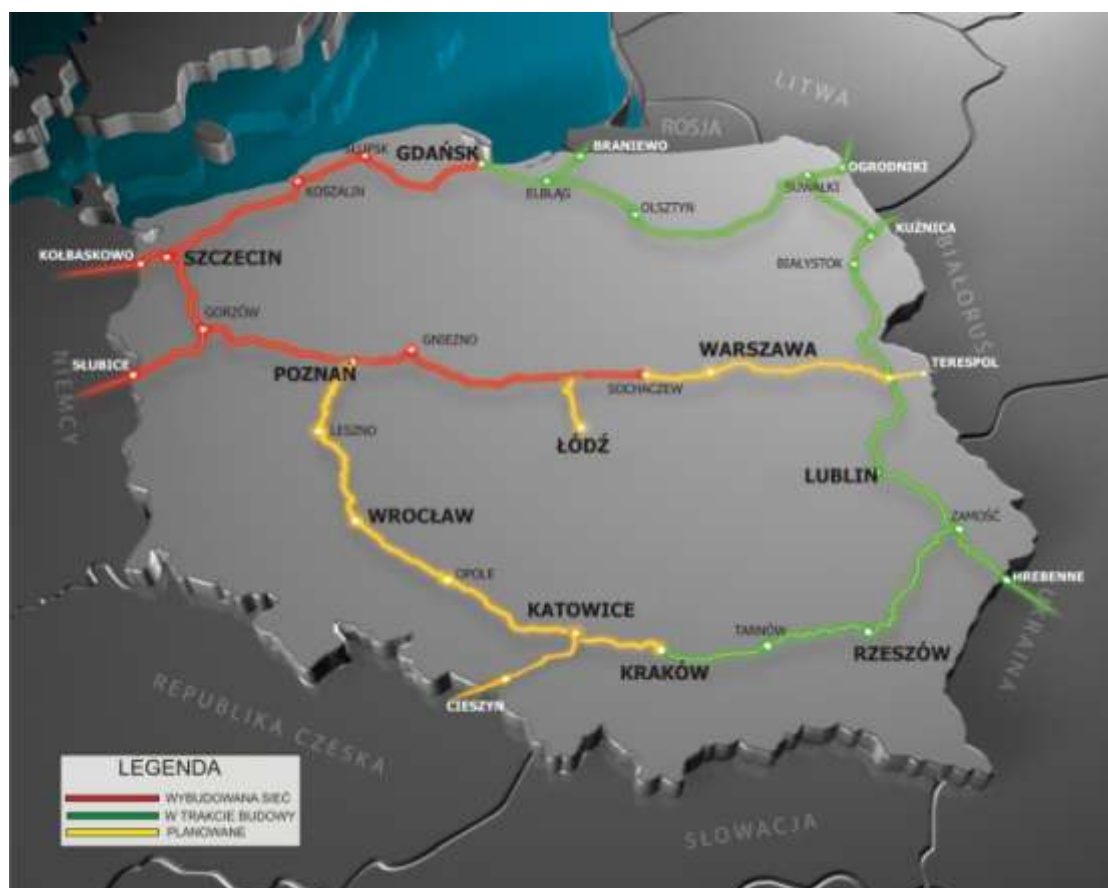 LITWA
ROSJA
SŁUPSK
GDAŃSK
BRANIEWO
OGRODNIKI
KOSZALIN
ELBLĄG
SUWAŁKI
OLSZTYN
KUŹNICA
KOŁBASKOWO
SZCZECIN
BIAŁYSTOK
BIAŁORUŚ
GORZÓW
GNIEZNO
WARSZAWA
SŁUBICE
POZNAŃ
SOCHACZEW
TERESPOL
NIEMCY
LESZNO
ŁÓDŹ
LUBLIN
WROCŁAW
ZAMOŚĆ
OPOLE
HREBENNE
KATOWICE
TARNÓW
RZESZÓW
UKRAINA
KRAKÓW
CIESZYN
REPUBLIKA CZESKA
LEGENDA
WYBUDOWANA SIEĆ
W TRAKCIE BUDOWY
PLANOWANE
SŁOWACJA